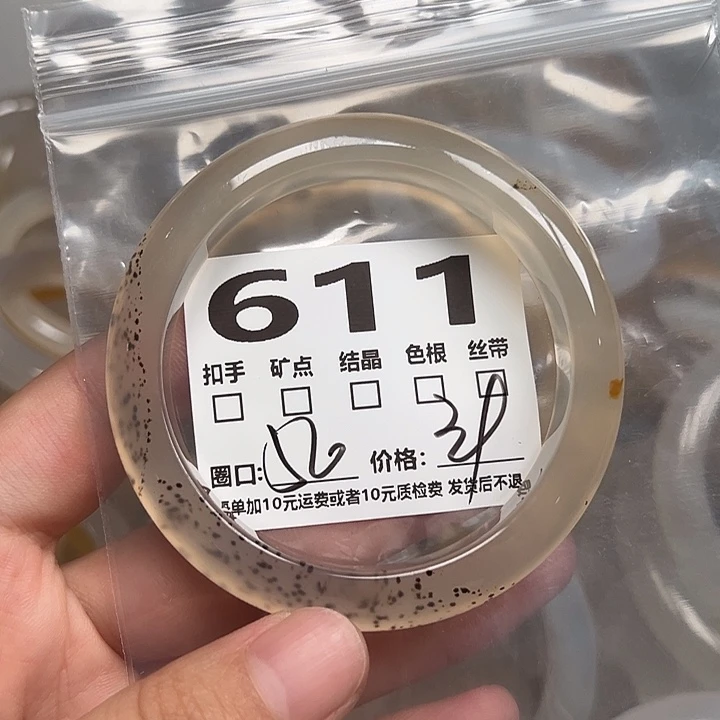 611
扣手 矿点 结晶 色根 丝带
圈口: 价格: 39
单加10元运费或者10元质检费 发货后不退